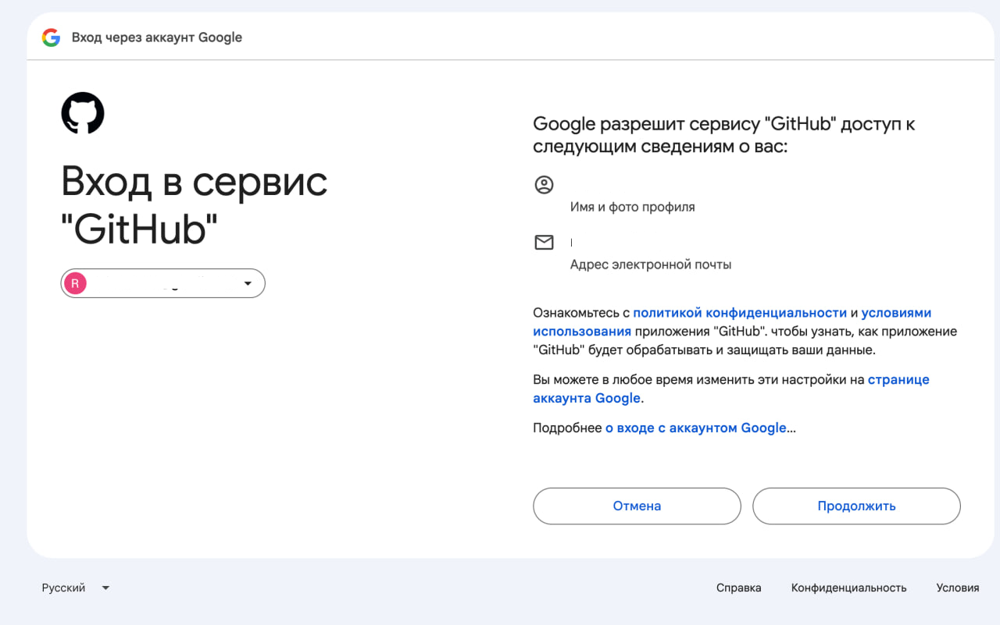 Вход через аккаунт Google
Вход в сервис
"GitHub"
R
Google разрешит сервису "GitHub" доступ к
следующим сведениям о вас:
Имя и фото профиля
Адрес электронной почты
Ознакомьтесь с политикой конфиденциальности и условиями
использования приложения "GitHub". чтобы узнать, как приложение
"GitHub" будет обрабатывать и защищать ваши данные.
Вы можете в любое время изменить эти настройки на странице
аккаунта Google.
Подробнее о входе с аккаунтом Google...
Отмена
Продолжить
Русский
Справка
Конфиденциальность
Условия